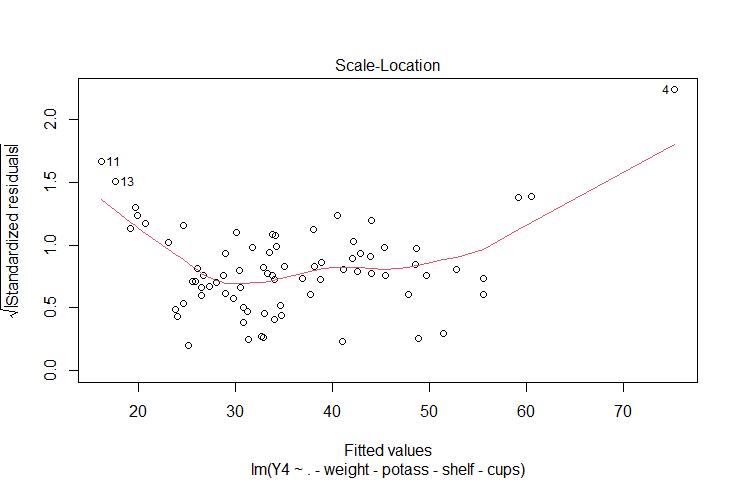 Scale-Location
√|Standardized residuals|
2.0
1.5
1.0
0.5
0.0
4
11
13
20 30 40 50 60 70
Fitted values
lm(Y4 ~ . - weight - potass - shelf - cups)